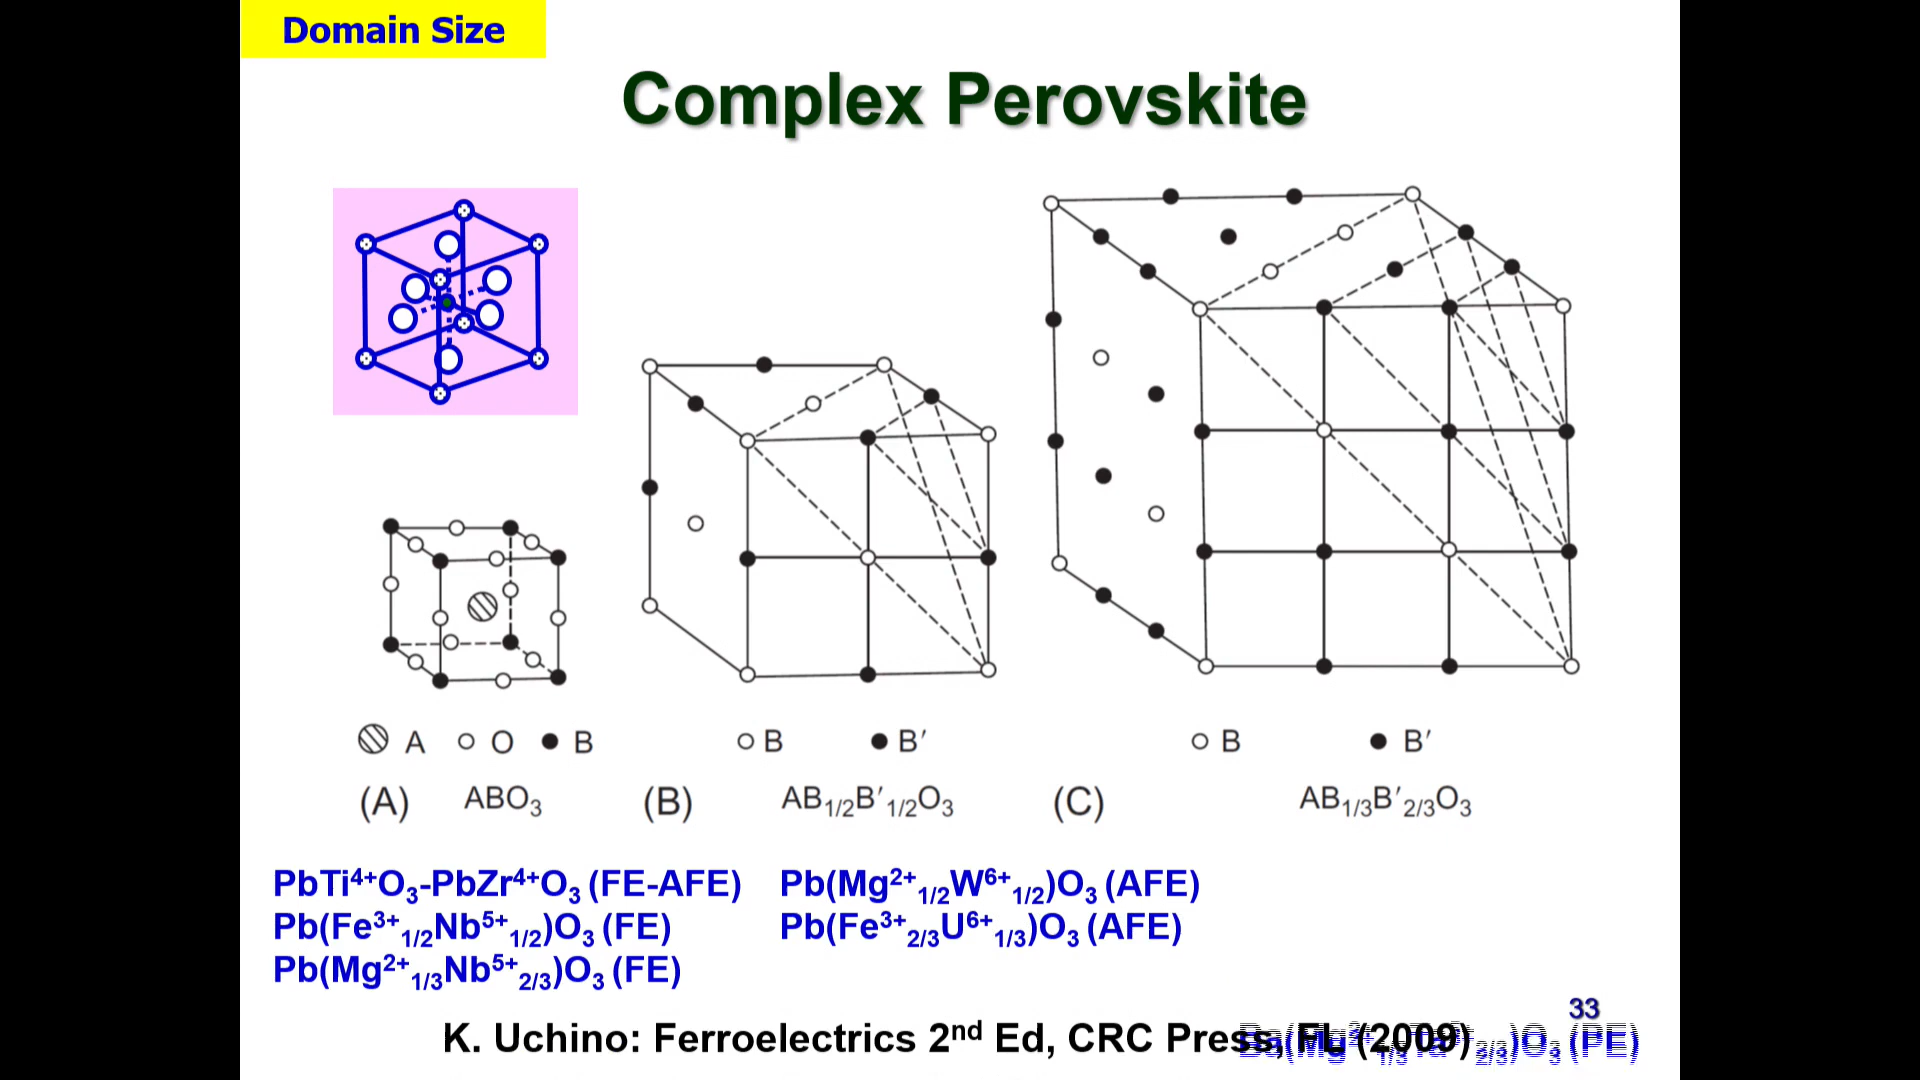 Domain Size
Complex Perovskite
A O B
B B′
B B′
(A) ABO₃
(B) AB₁/₂B′₁/₂O₃
(C) AB₁/₃B′₂/₃O₃
PbTi⁴⁺O₃-PbZr⁴⁺O₃ (FE-AFE)
Pb(Fe³⁺₁/₂Nb⁵⁺₁/₂)O₃ (FE)
Pb(Mg²⁺₁/₃Nb⁵⁺₂/₃)O₃ (FE)
Pb(Mg²⁺₁/₂W⁶⁺₁/₂)O₃ (AFE)
Pb(Fe³⁺₂/₃U⁶⁺₁/₃)O₃ (AFE)
33
K. Uchino: Ferroelectrics 2ⁿᵈ Ed, CRC Press, FL (2009)
₂/₃)O₃ (PE)